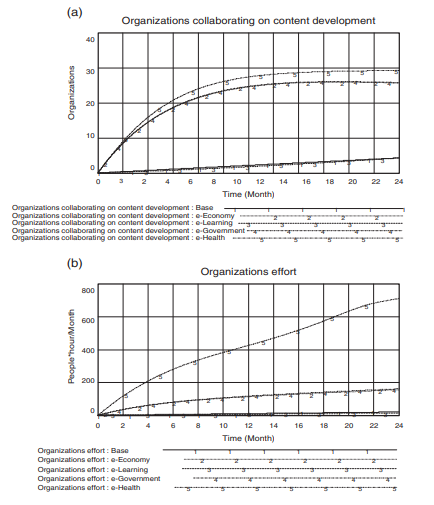 (a)
Organizations collaborating on content development
Organizations
40
30
20
10
0
0 3 2 4 6 8 10 12 14 16 18 20 22 24
Time (Month)
Organizations collaborating on content development : Base
Organizations collaborating on content development : e-Economy
Organizations collaborating on content development : e-Learning
Organizations collaborating on content development : e-Government
Organizations collaborating on content development : e-Health
(b)
Organizations effort
People*hour/Month
800
600
400
200
0
0 2 4 6 8 10 12 14 16 18 20 22 24
Time (Month)
Organizations effort : Base
Organizations effort : e-Economy
Organizations effort : e-Learning
Organizations effort : e-Government
Organizations effort : e-Health